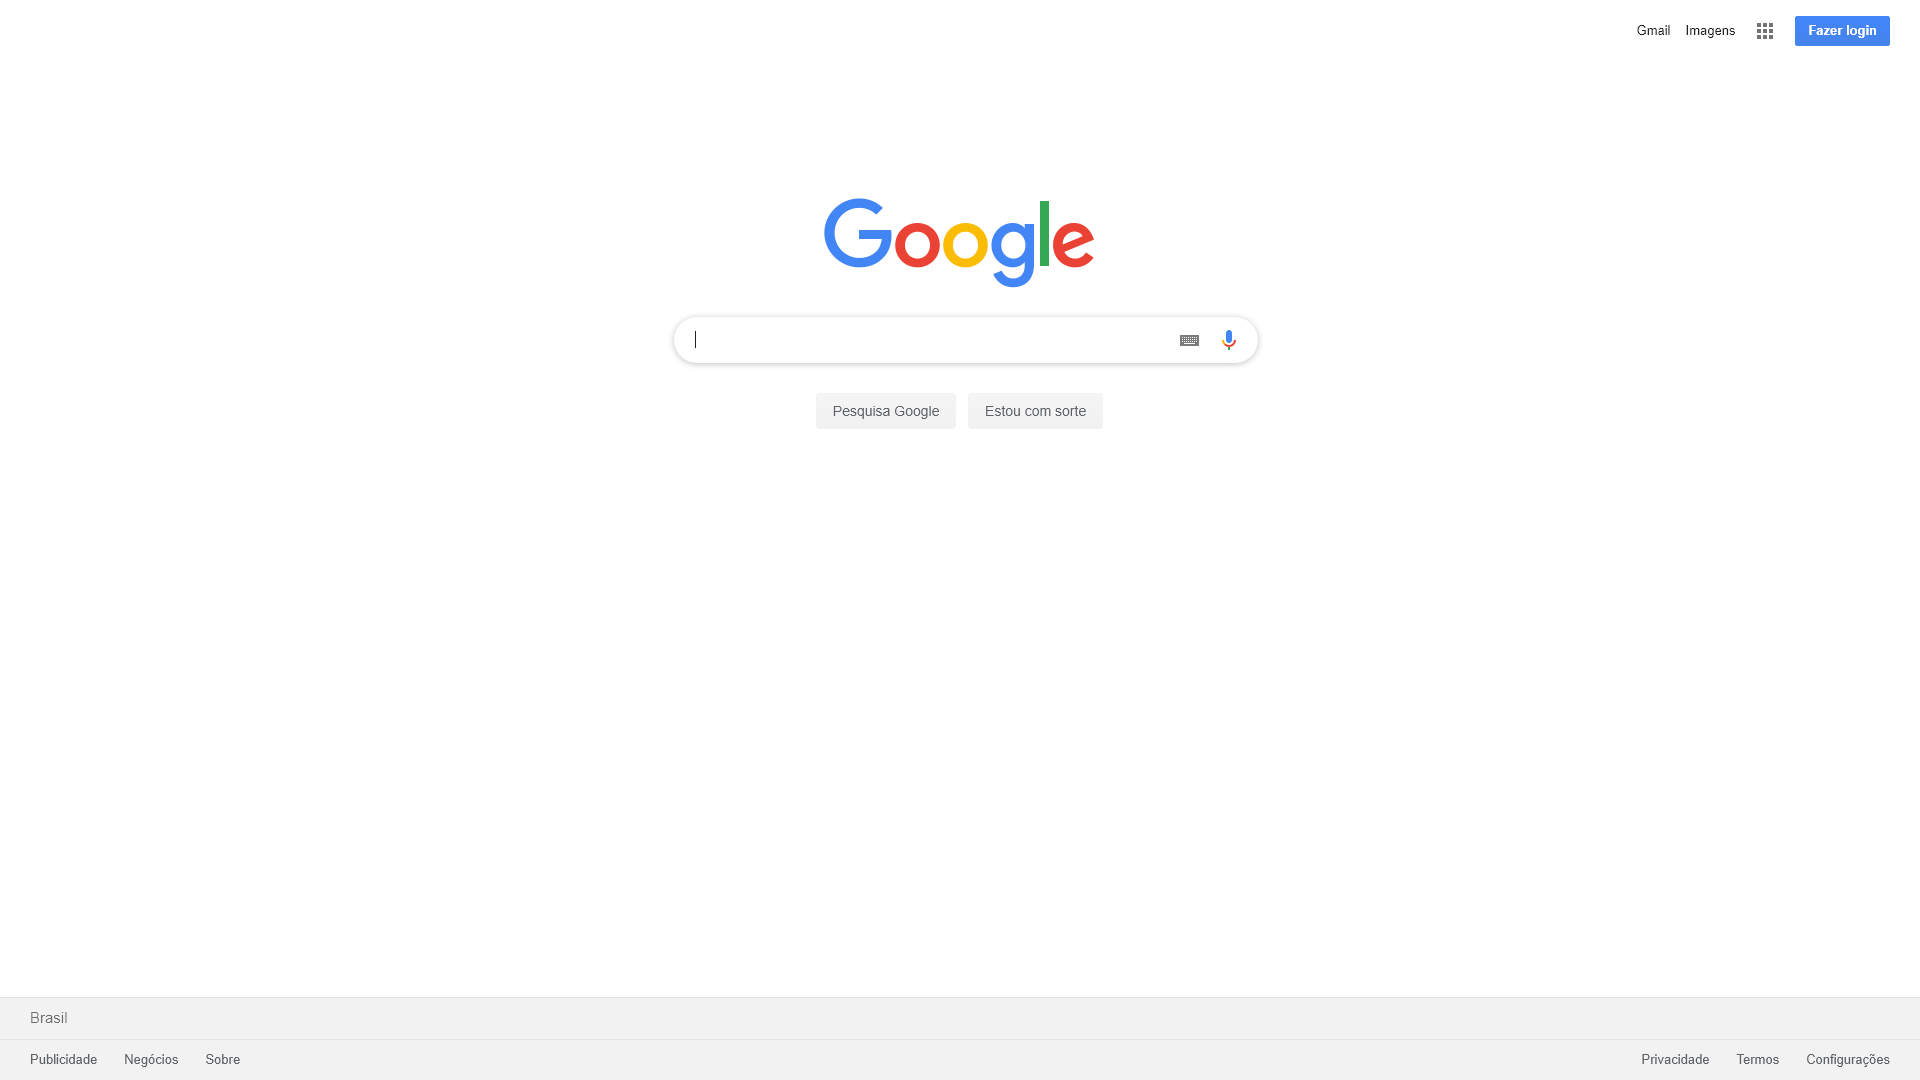 Gmail Imagens Fazer login
Google
Pesquisa Google Estou com sorte
Brasil
Publicidade Negócios Sobre Privacidade Termos Configurações